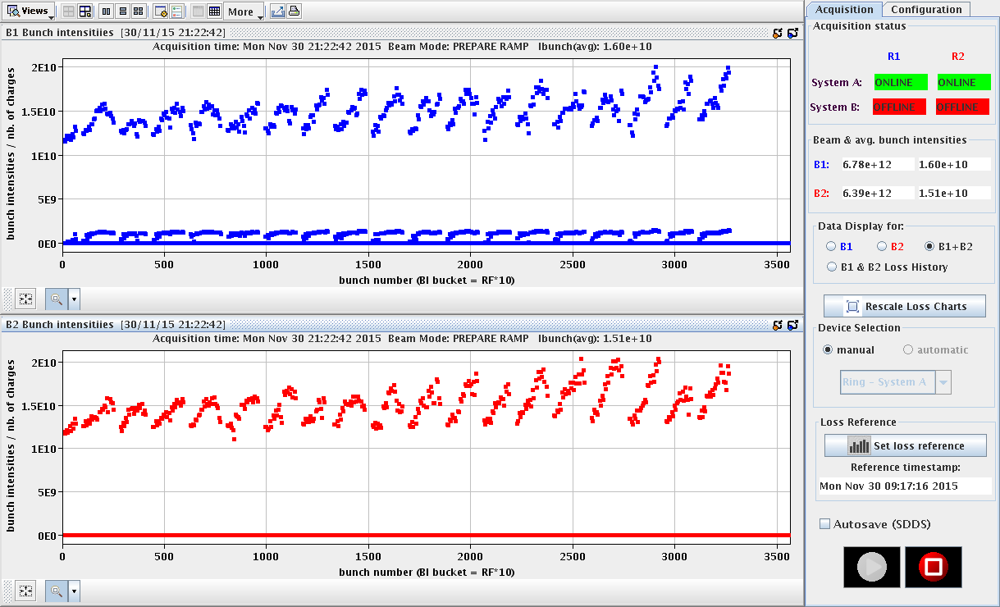 Views
More
B1 Bunch intensitiies [30/11/15 21:22:42]
Acquisition time: Mon Nov 30 21:22:42 2015 Beam Mode: PREPARE RAMP Ibunch(avg): 1.60e+10
bunch intensities / nb. of charges
2E10
1.5E10
1E10
5E9
0E0
0 500 1000 1500 2000 2500 3000 3500
bunch number (BI bucket = RF*10)
B2 Bunch intensitiies [30/11/15 21:22:42]
Acquisition time: Mon Nov 30 21:22:42 2015 Beam Mode: PREPARE RAMP Ibunch(avg): 1.51e+10
bunch intensities / nb. of charges
2E10
1.5E10
1E10
5E9
0E0
0 500 1000 1500 2000 2500 3000 3500
bunch number (BI bucket = RF*10)
Acquisition Configuration
Acquisition status
R1 R2
System A: ONLINE ONLINE
System B: OFFLINE OFFLINE
Beam & avg. bunch intensities
B1: 6.78e+12 1.60e+10
B2: 6.39e+12 1.51e+10
Data Display for:
B1 B2 B1+B2
B1 & B2 Loss History
Rescale Loss Charts
Device Selection
manual automatic
Ring - System A
Loss Reference
Set loss reference
Reference timestamp:
Mon Nov 30 09:17:16 2015
Autosave (SDDS)